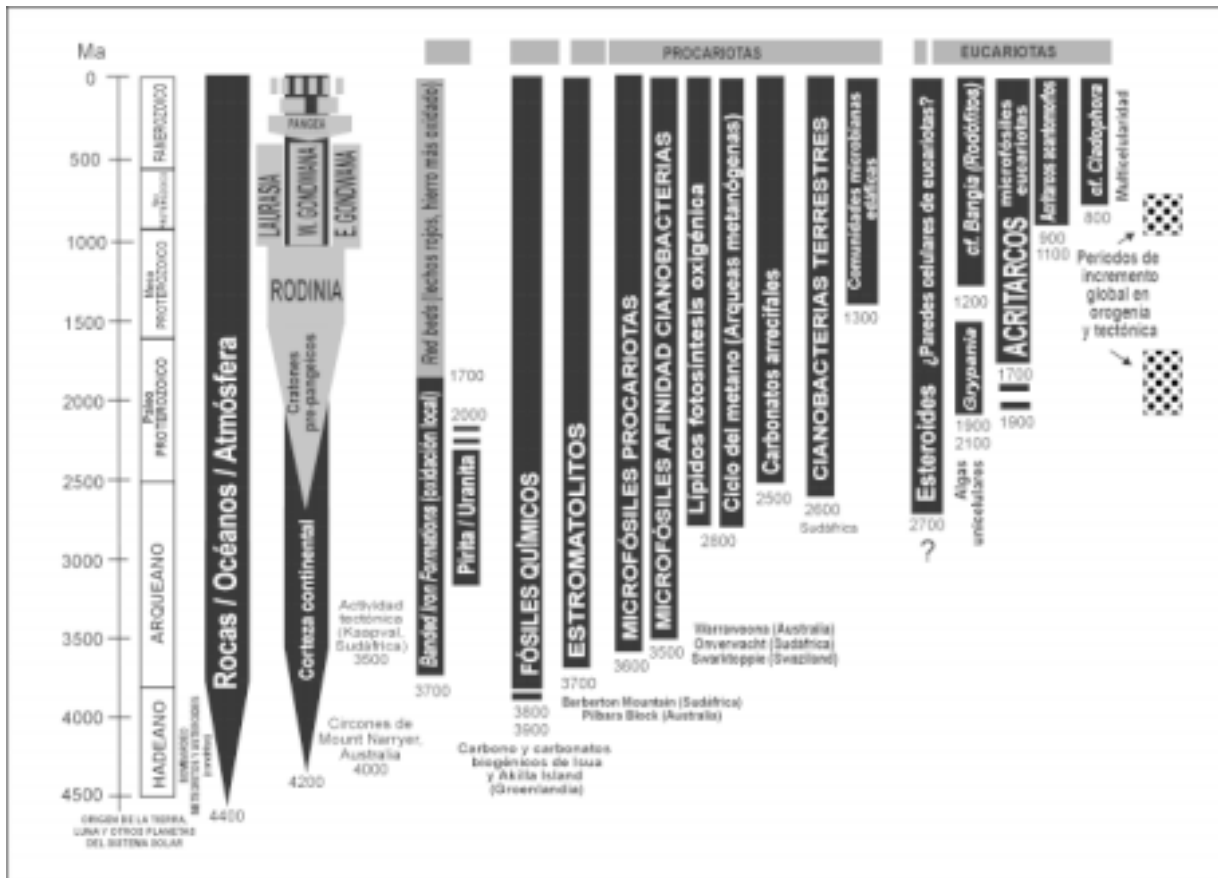 Ma
PROCARIOTAS
EUCARIOTAS
0
500
1000
1500
2000
2500
3000
3500
4000
4500
FANEROZOICO
PROTEROZOICO
Meso
PROTEROZOICO
Paleo
PROTEROZOICO
ARQUEANO
HADEANO
ORIGEN DE LA TIERRA,
LUNA Y OTROS PLANETAS
DEL SISTEMA SOLAR
BOMBARDEO
METEORITOS Y ASTEROIDES
Rocas / Océanos / Atmósfera
4400
PANGEA
LAURASIA
W. GONDWANA
E. GONDWANA
RODINIA
Cratones
pre-pangeicos
Corteza continental
4200
Actividad
tectónica
(Kaapval,
Sudáfrica)
3500
Circones de
Mount Narryer,
Australia
4000
Red beds (lechos rojos, hierro más oxidado)
1700
Banded Iron Formations (oxidación local)
3700
2000
Pirita / Uranita
FÓSILES QUÍMICOS
3800
3900
Carbono y carbonatos
biogénicos de Isua
y Akilla Island
(Groenlandia)
ESTROMATOLITOS
3700
Barberton Mountain (Sudáfrica)
Pilbara Block (Australia)
MICROFÓSILES PROCARIOTAS
3600
MICROFÓSILES AFINIDAD CIANOBACTERIAS
3500
Warrawoona (Australia)
Onverwacht (Sudáfrica)
Swarktoppie (Swaziland)
Lípidos fotosíntesis oxigénica
Ciclo del metano (Arqueas metanógenas)
2800
Carbonatos arrecifales
2500
CIANOBACTERIAS TERRESTRES
2600
Sudáfrica
Comunidades microbianas
edáficas
1300
Esteroides ¿Paredes celulares de eucariotas?
2700
?
cf. Bangia (Rodófitos)
1200
Grypania
1900
2100
Algas
unicelulares
ACRITARCOS
microfósiles
eucariotas
1700
1900
Acritarcos acantomorfos
900
1100
cf. Cladophora
800
Multicelularidad
Periodos de
incremento
global en
orogenia
y tectónica